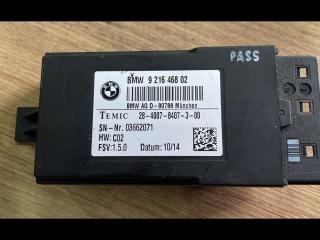 PASS
BMW 9 216 468 02
BMW AG D-80788 München
TEMIC 28-4007-8407-3-00
SN-Nr. 03662071
HW: C02
FSV:1.5.0 Datum: 10/14